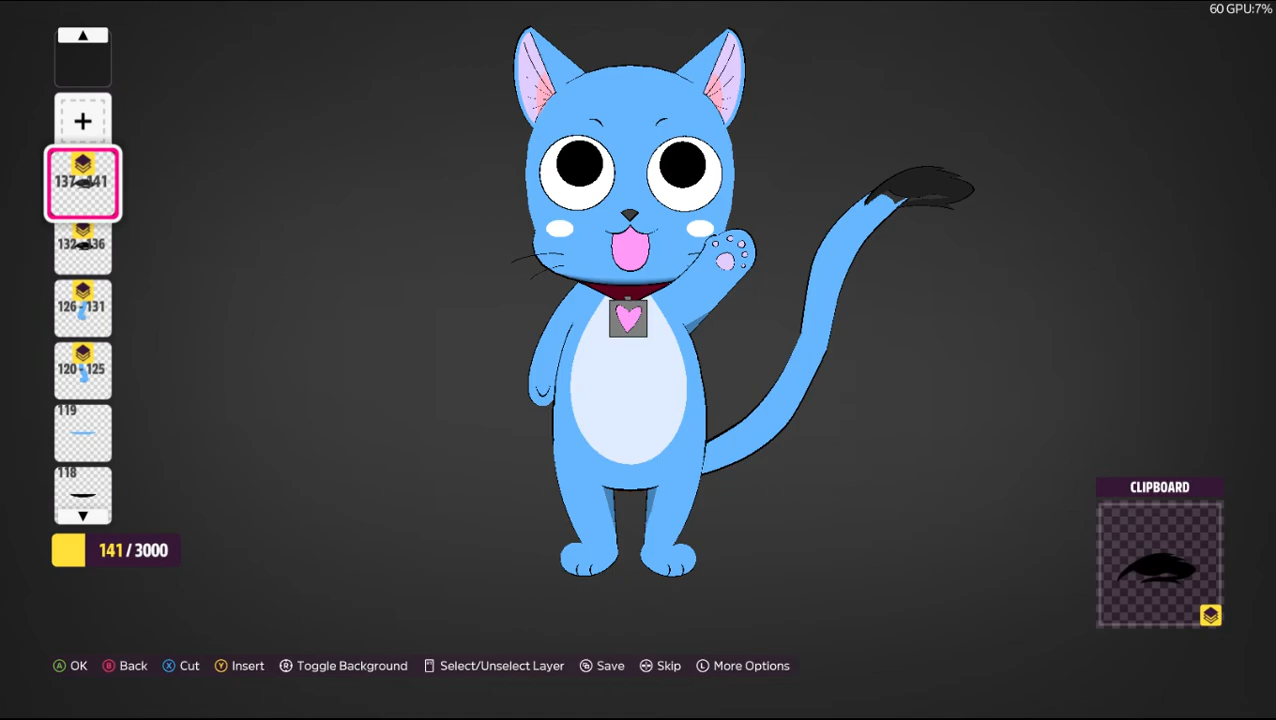 60 GPU:7%
137 141
132 136
126 131
120 125
119
118
141 / 3000
CLIPBOARD
A OK B Back X Cut Y Insert R Toggle Background Select/Unselect Layer Save Skip L More Options